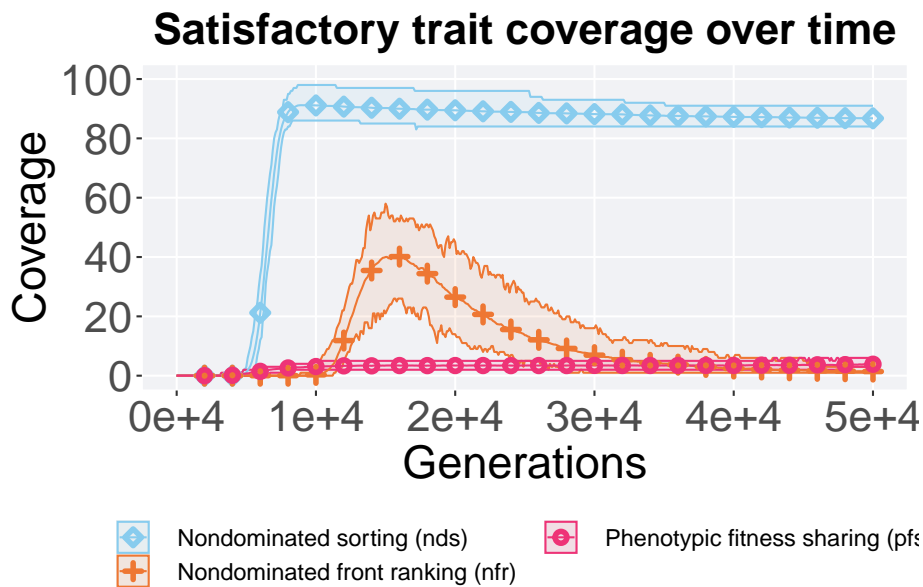 Satisfactory trait coverage over time
100
80
60
40
20
0
Coverage
0e+4 1e+4 2e+4 3e+4 4e+4 5e+4
Generations
Nondominated sorting (nds) Phenotypic fitness sharing (pfs
Nondominated front ranking (nfr)